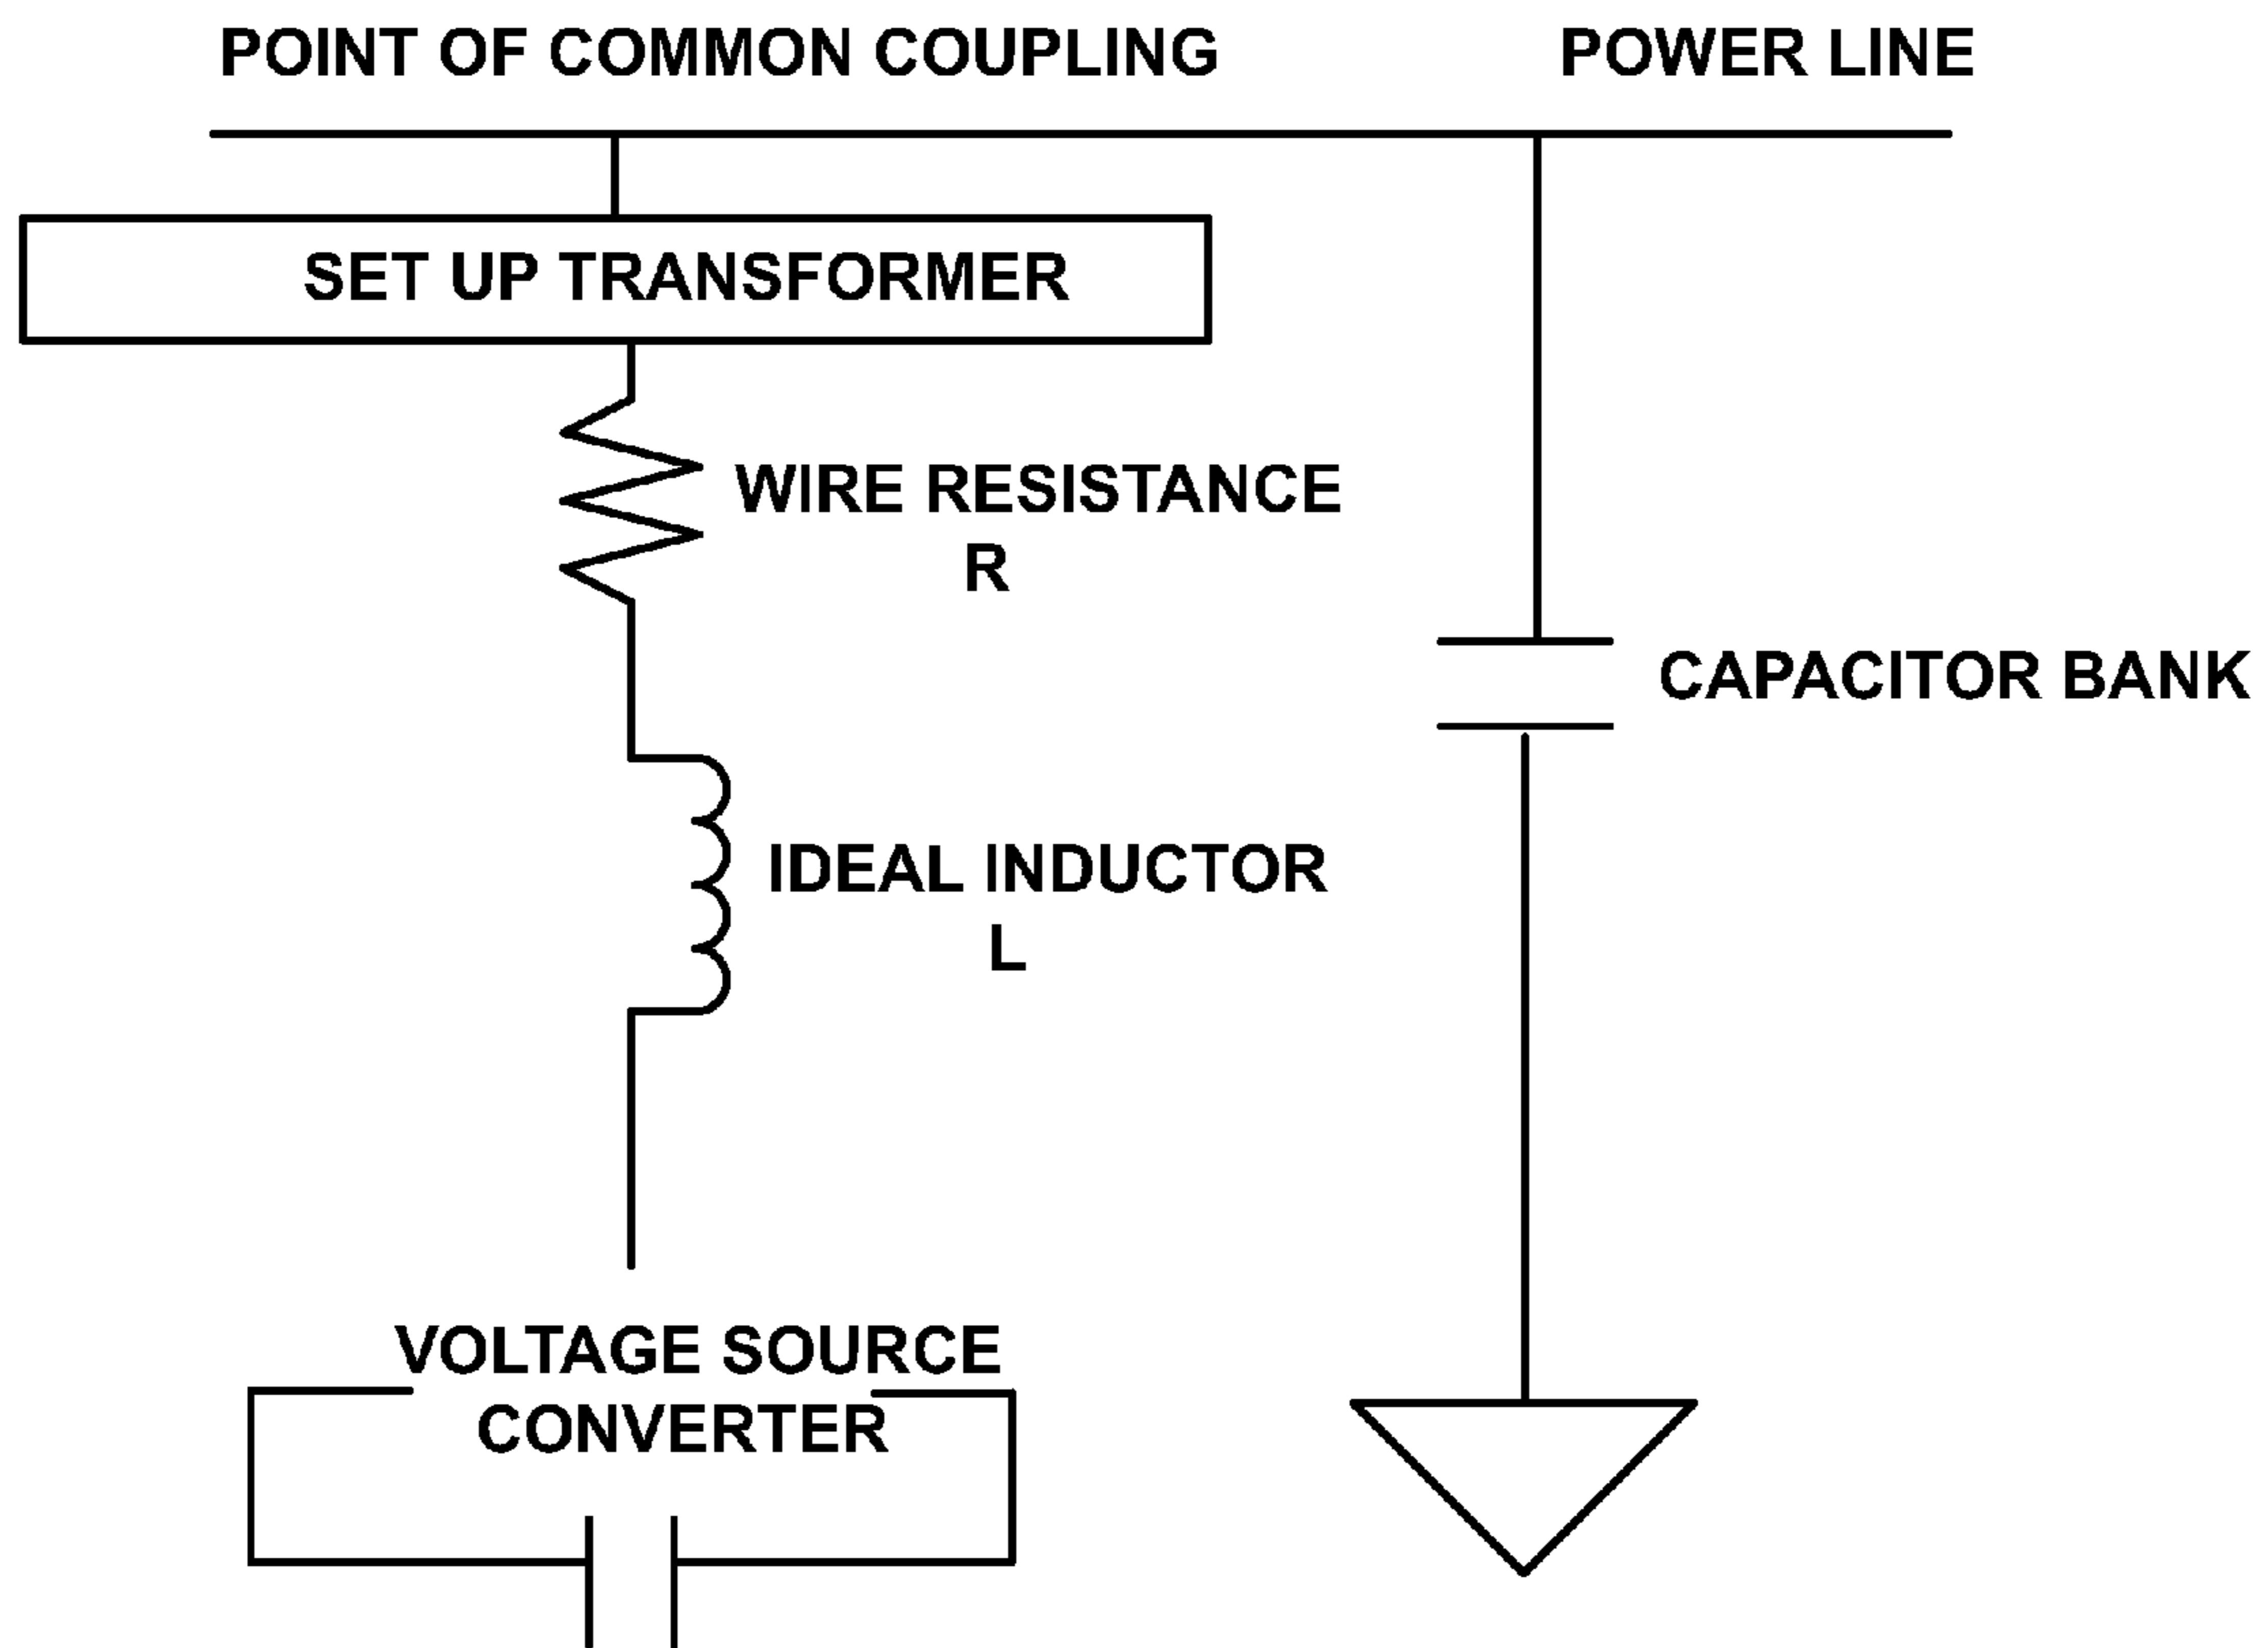 POINT OF COMMON COUPLING
POWER LINE
SET UP TRANSFORMER
WIRE RESISTANCE
R
CAPACITOR BANK
IDEAL INDUCTOR
L
VOLTAGE SOURCE
CONVERTER